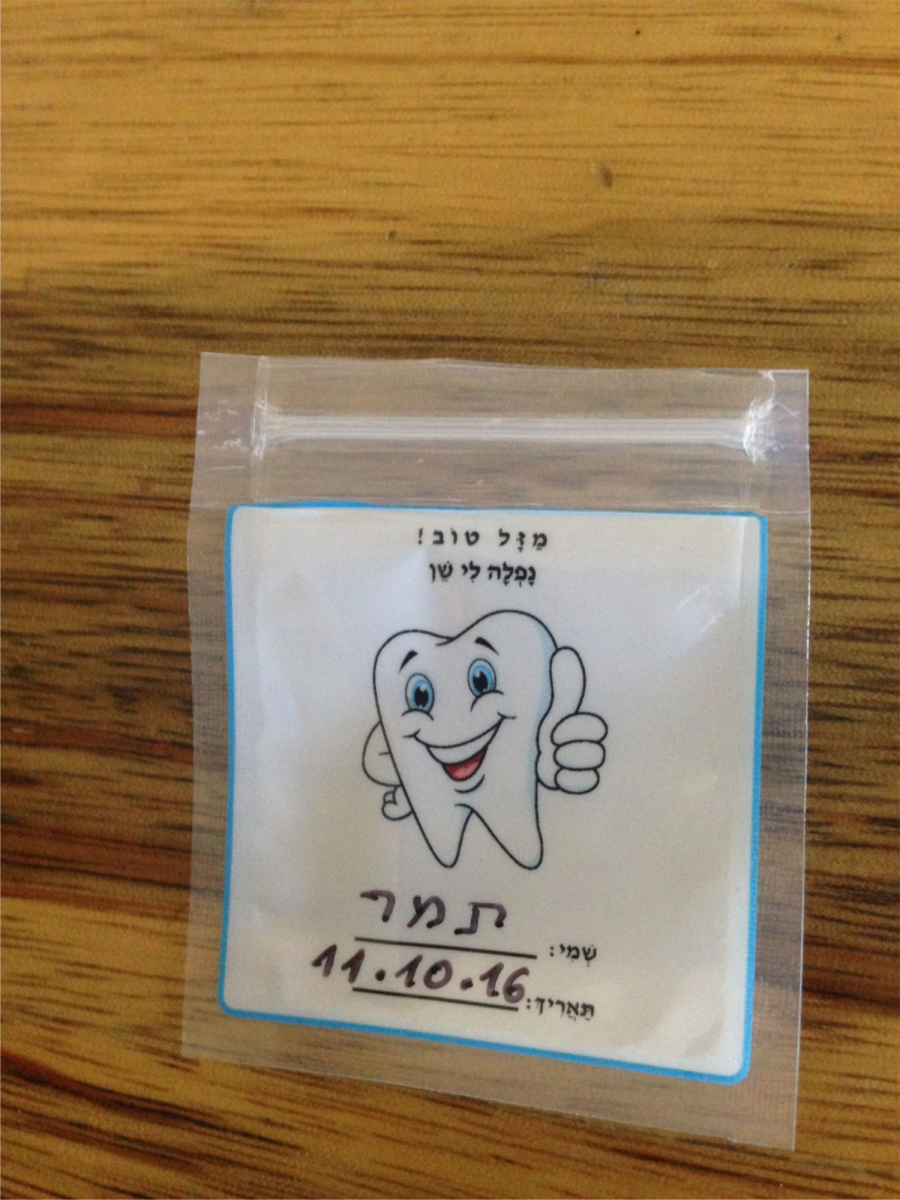 מַזָּל טוֹב!
נָפְלָה לִי שֵׁן
שְׁמִי: תמר
תַּאֲרִיךְ: 11.10.16